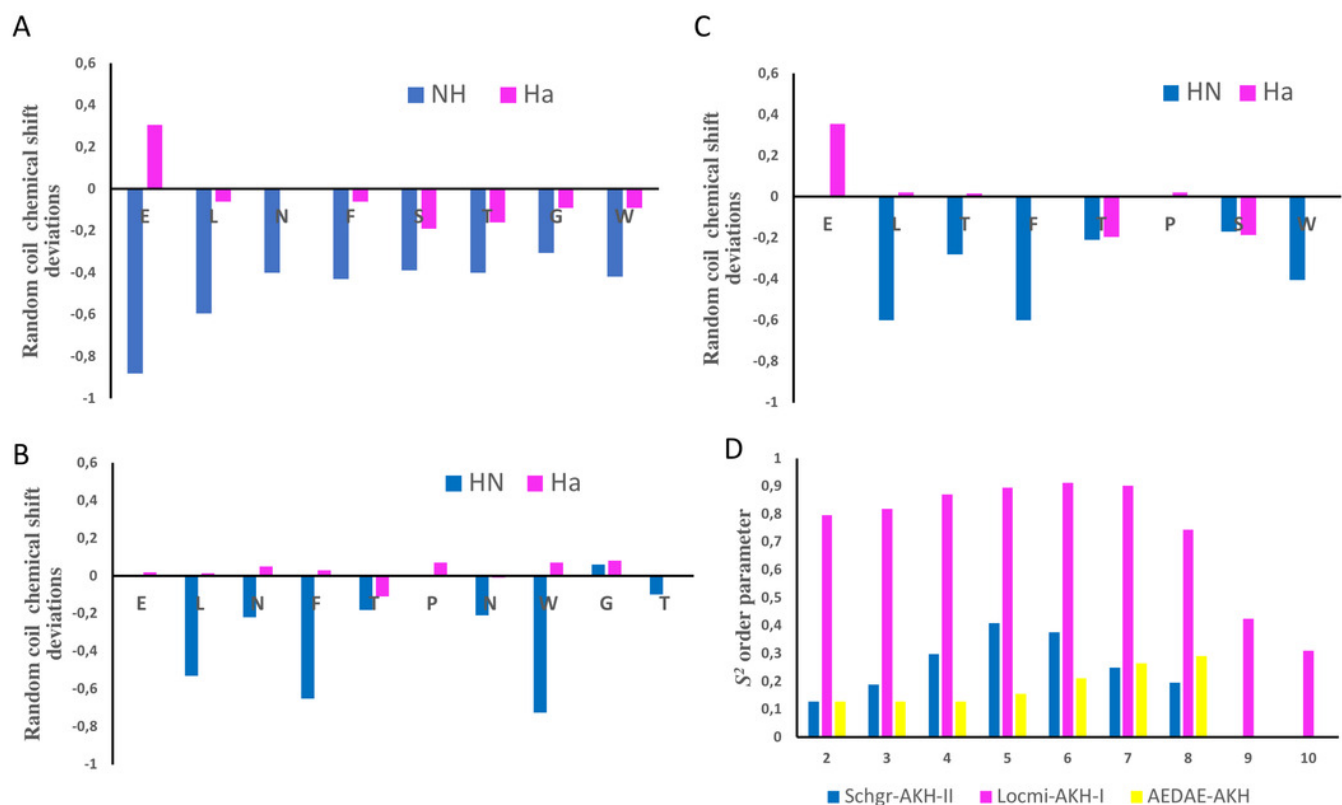 A
Random coil chemical shift
deviations
0,6
0,4
0,2
0
-0,2
-0,4
-0,6
-0,8
-1
NH Ha
E L N F S T G W
B
Random coil chemical shift
deviations
0,6
0,4
0,2
0
-0,2
-0,4
-0,6
-0,8
-1
HN Ha
E L N F T P N W G T
C
Random coil chemical shift
deviations
0,6
0,4
0,2
0
-0,2
-0,4
-0,6
-0,8
-1
HN Ha
E L T F T P S W
D
S² order parameter
1
0,9
0,8
0,7
0,6
0,5
0,4
0,3
0,2
0,1
0
2 3 4 5 6 7 8 9 10
Schgr-AKH-II Locmi-AKH-I AEDAE-AKH